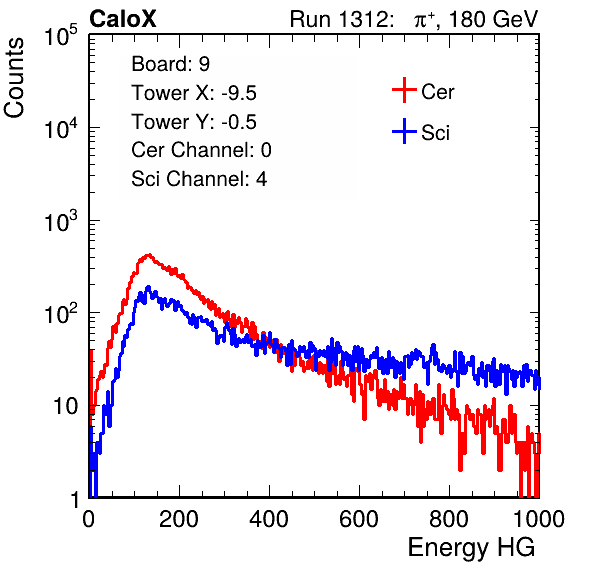 CaloX Run 1312: π⁺, 180 GeV
Counts
10⁵
10⁴
10³
10²
10
1
Board: 9
Tower X: -9.5
Tower Y: -0.5
Cer Channel: 0
Sci Channel: 4
Cer
Sci
0 200 400 600 800 1000
Energy HG